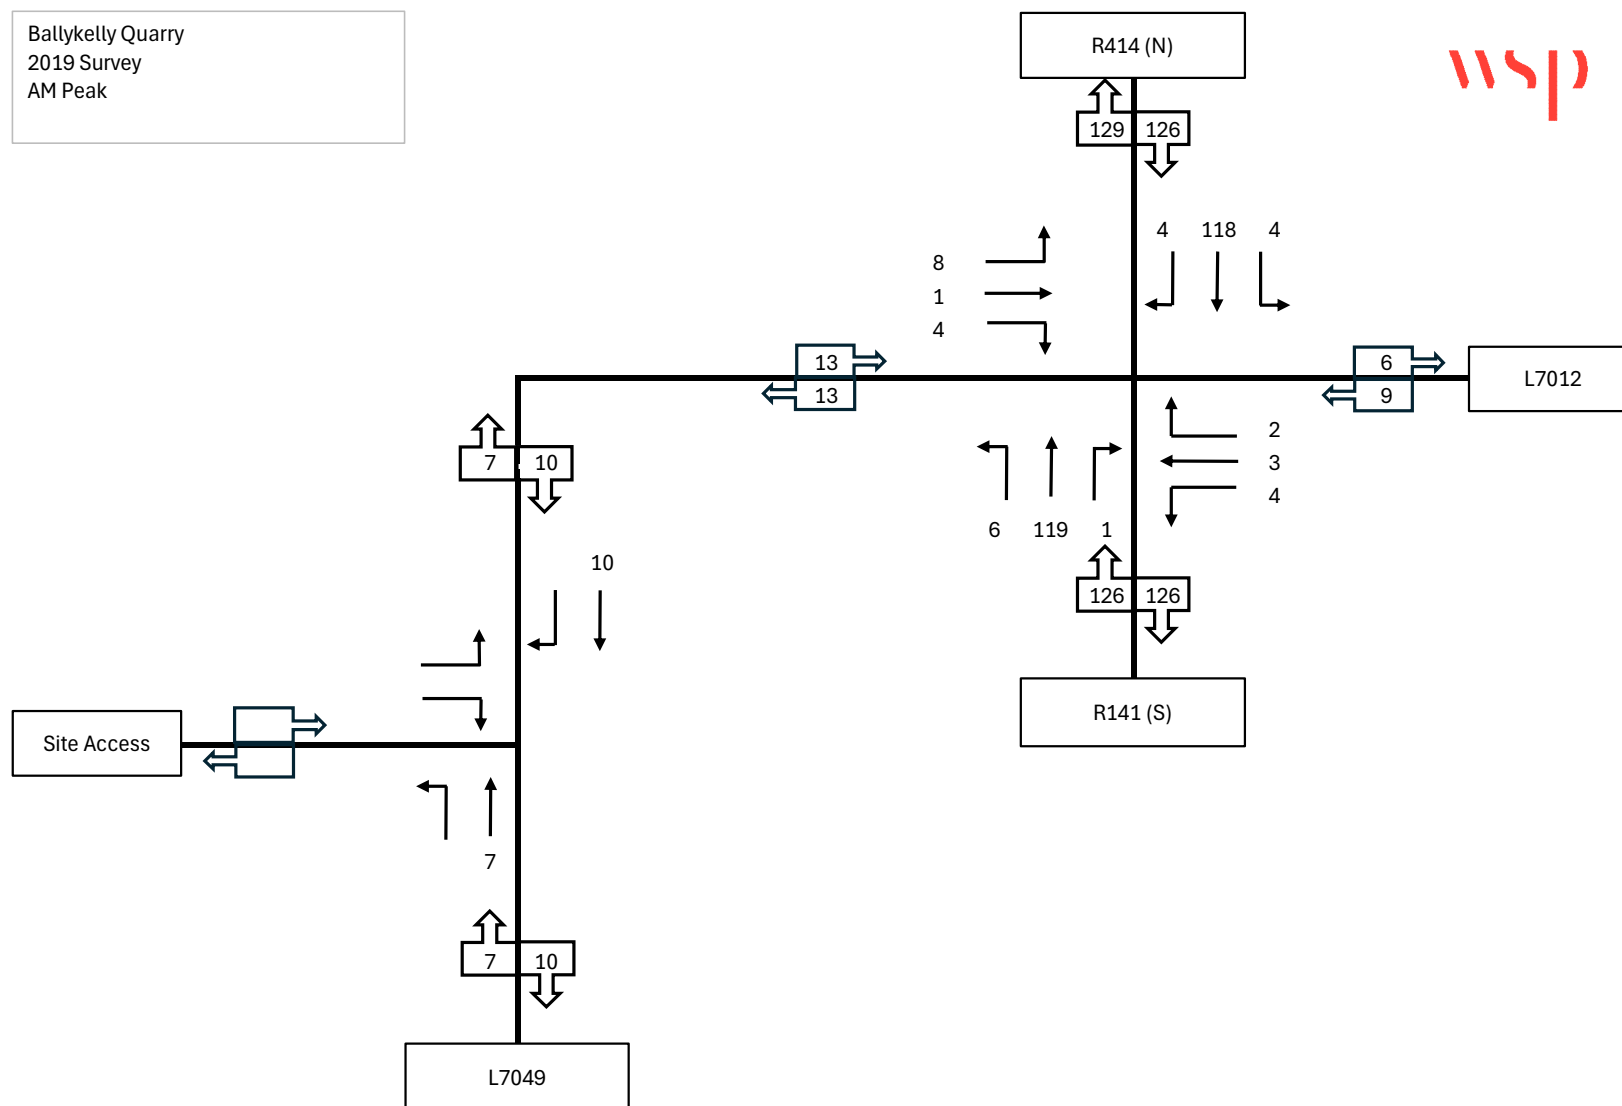 Ballykelly Quarry
2019 Survey
AM Peak
R414 (N)
wsp
129 126
4 118 4
8
1
4
13
13
6
9
L7012
7 10
2
3
4
6 119 1
10
126 126
R141 (S)
Site Access
7
7 10
L7049